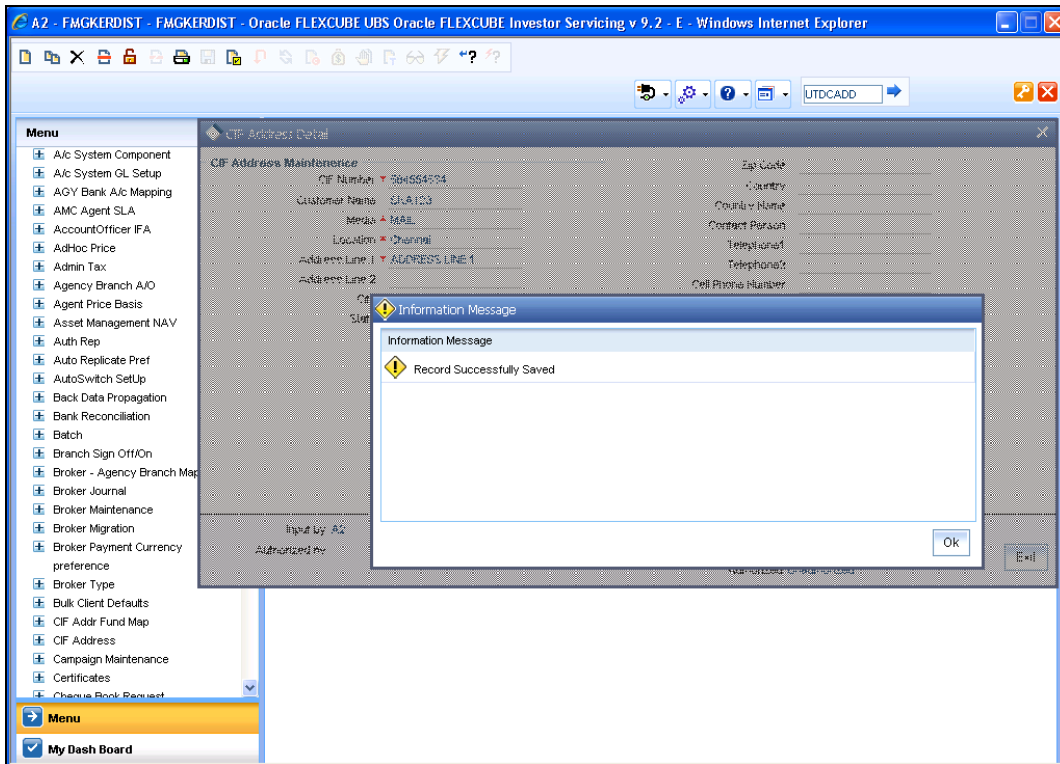 A2 - FMGKERDIST - FMGKERDIST - Oracle FLEXCUBE UBS Oracle FLEXCUBE Investor Servicing v 9.2 - E - Windows Internet Explorer
UTDCADD
Menu
A/c System Component
A/c System GL Setup
AGY Bank A/c Mapping
AMC Agent SLA
AccountOfficer IFA
AdHoc Price
Admin Tax
Agency Branch A/O
Agent Price Basis
Asset Management NAV
Auth Rep
Auto Replicate Pref
AutoSwitch SetUp
Back Data Propagation
Bank Reconciliation
Batch
Branch Sign Off/On
Broker - Agency Branch Map
Broker Journal
Broker Maintenance
Broker Migration
Broker Payment Currency
preference
Broker Type
Bulk Client Defaults
CIF Addr Fund Map
CIF Address
Campaign Maintenance
Certificates
Cheque Book Request
Menu
My Dash Board
CIF Address Detail
CIF Address Maintenence
CIF Number
Customer Name
Media * MAIL
Location * Channel
Address Line 1 * ADDRESS LINE 1
Address Line 2
Zip Code
Country
Country Name
Contact Person
Telephone1
Telephone2
Cell Phone Number
Information Message
Information Message
Record Successfully Saved
Ok
Input by A2
Authorized by
Exit